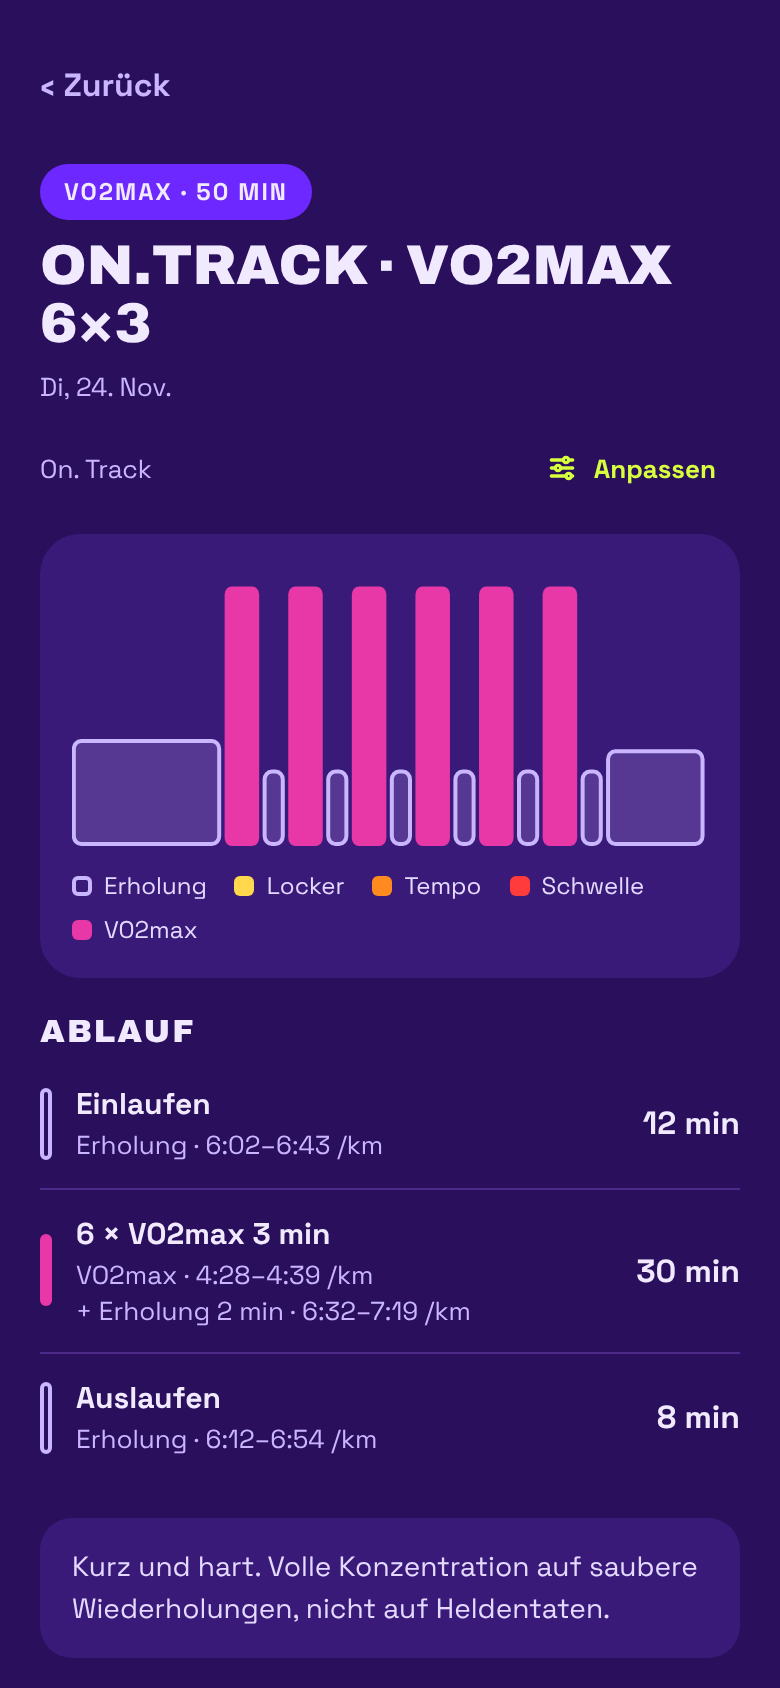 < Zurück
VO2MAX · 50 MIN
ON.TRACK · VO2MAX
6×3
Di, 24. Nov.
On. Track
Anpassen
Erholung Locker Tempo Schwelle
VO2max
ABLAUF
Einlaufen
Erholung · 6:02–6:43 /km
12 min
6 × VO2max 3 min
VO2max · 4:28–4:39 /km
+ Erholung 2 min · 6:32–7:19 /km
30 min
Auslaufen
Erholung · 6:12–6:54 /km
8 min
Kurz und hart. Volle Konzentration auf saubere
Wiederholungen, nicht auf Heldentaten.